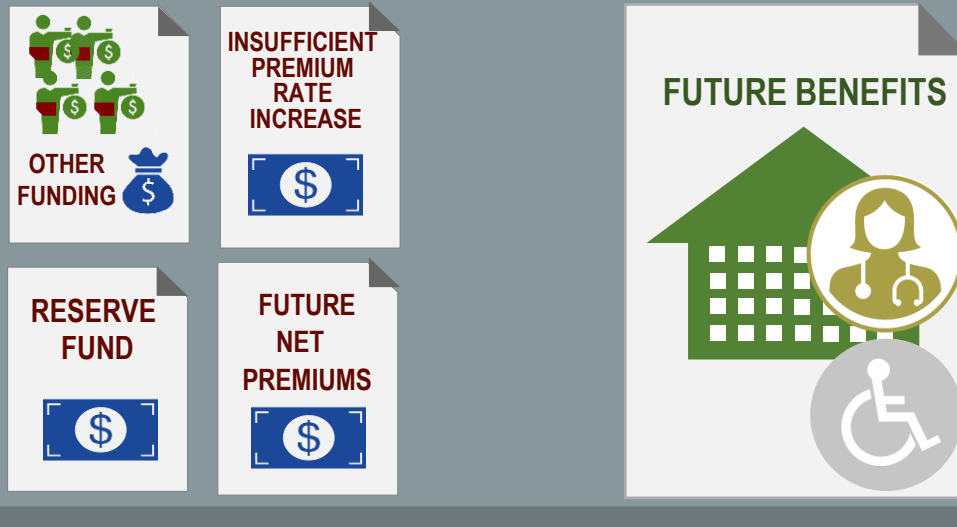 OTHER
FUNDING
$
$
$
$
$
INSUFFICIENT
PREMIUM
RATE
INCREASE
$
RESERVE
FUND
$
FUTURE
NET
PREMIUMS
$
FUTURE BENEFITS